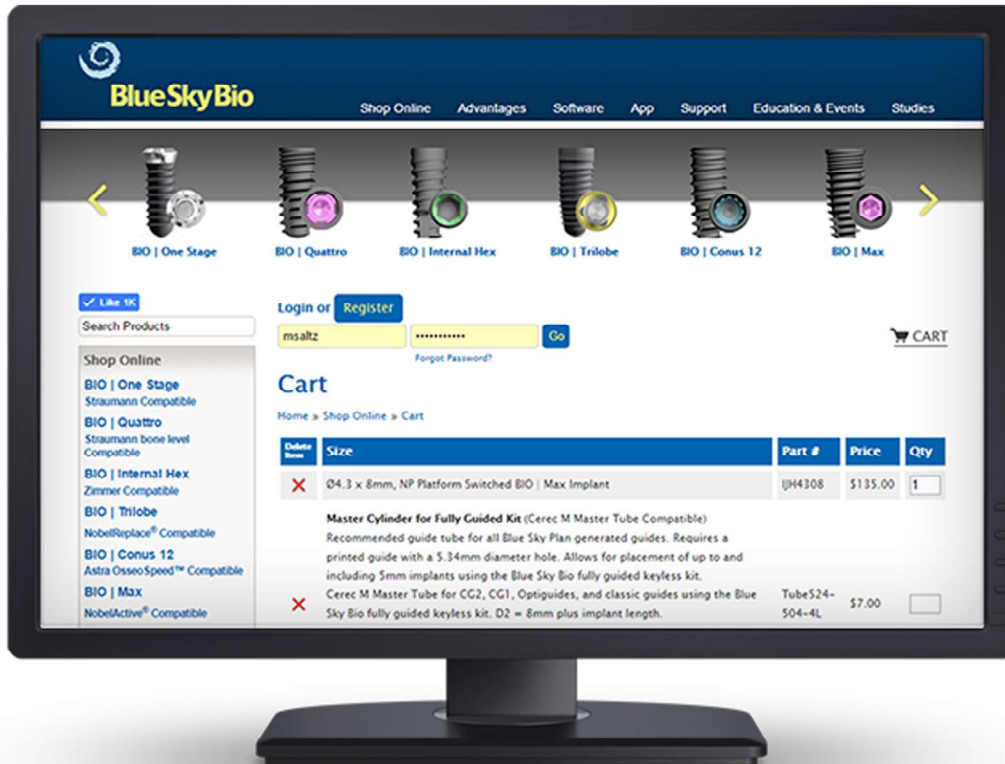 BlueSkyBio
Shop Online Advantages Software App Support Education & Events Studies
BIO | One Stage BIO | Quattro BIO | Internal Hex BIO | Trilobe BIO | Conus 12 BIO | Max
Like 1K
Search Products
Shop Online
BIO | One Stage
Straumann Compatible
BIO | Quattro
Straumann bone level
Compatible
BIO | Internal Hex
Zimmer Compatible
BIO | Trilobe
NobelReplace® Compatible
BIO | Conus 12
Astra OsseoSpeed™ Compatible
BIO | Max
NobelActive® Compatible
Login or Register
msaltz ••••••••••• Go
Forgot Password?
CART
Cart
Home » Shop Online » Cart
Delete
Item
Size Part # Price Qty
Ø4.3 x 8mm, NP Platform Switched BIO | Max Implant IJH4308 $135.00 1
Master Cylinder for Fully Guided Kit (Cerec M Master Tube Compatible)
Recommended guide tube for all Blue Sky Plan generated guides. Requires a
printed guide with a 5.34mm diameter hole. Allows for placement of up to and
including 5mm implants using the Blue Sky Bio fully guided keyless kit.
Cerec M Master Tube for CG2, CG1, Optiguides, and classic guides using the Blue
Sky Bio fully guided keyless kit. D2 = 8mm plus implant length.
Tube524-
504-4L
$7.00